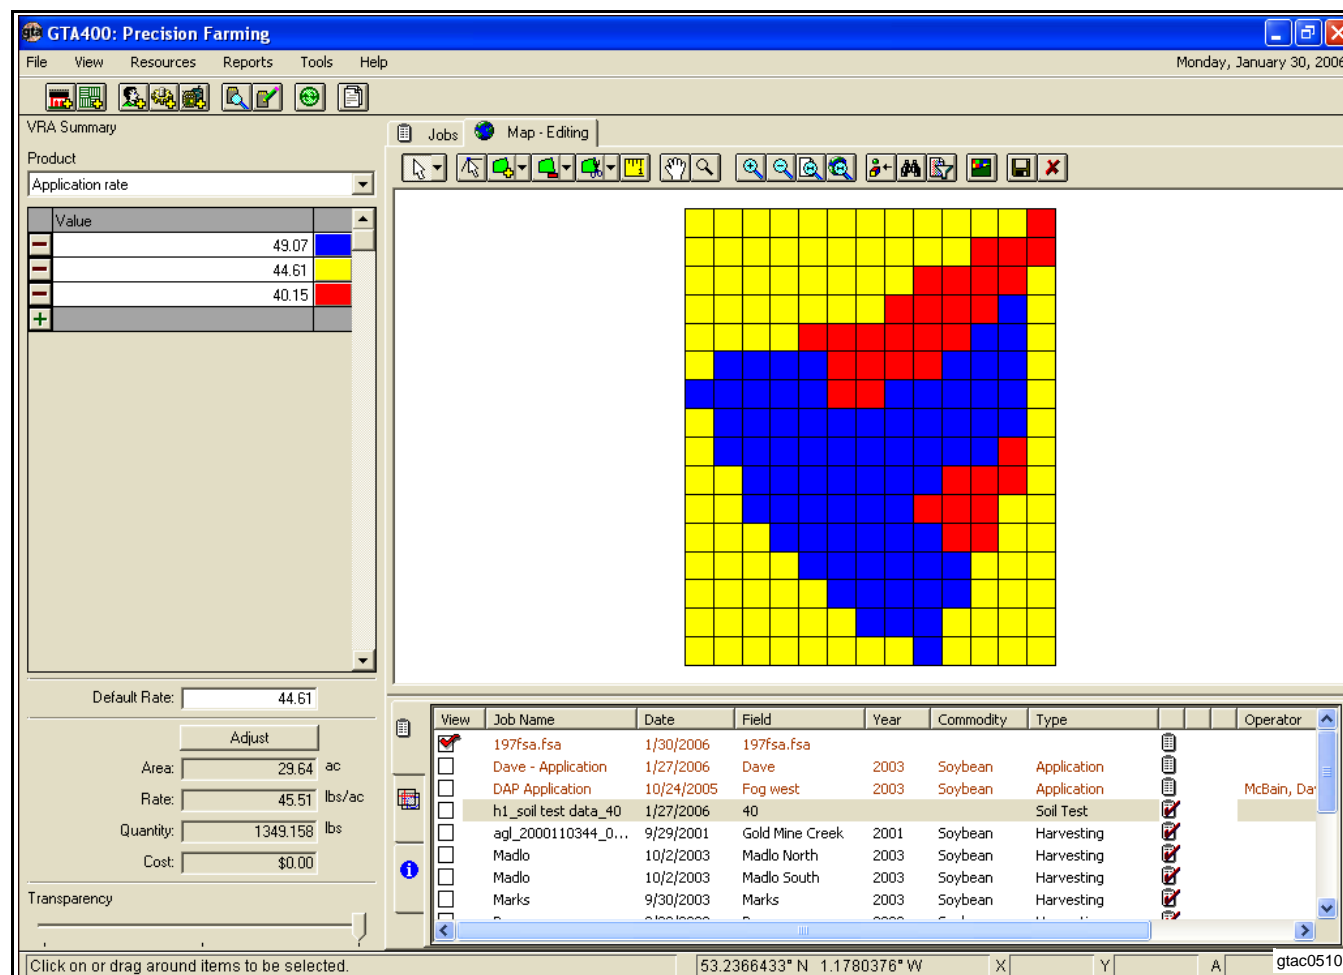 GTA400: Precision Farming
File View Resources Reports Tools Help Monday, January 30, 2006
VRA Summary
Product
Application rate
Value
49.07
44.61
40.15
Default Rate: 44.61
Adjust
Area: 29.64 ac
Rate: 45.51 lbs/ac
Quantity: 1349.158 lbs
Cost: $0.00
Transparency
Jobs Map - Editing
View Job Name Date Field Year Commodity Type Operator
197fsa.fsa 1/30/2006 197fsa.fsa
Dave - Application 1/27/2006 Dave 2003 Soybean Application
DAP Application 10/24/2005 Fog west 2003 Soybean Application McBain, Da
h1_soil test data_40 1/27/2006 40 Soil Test
agl_2000110344_0... 9/29/2001 Gold Mine Creek 2001 Soybean Harvesting
Madlo 10/2/2003 Madlo North 2003 Soybean Harvesting
Madlo 10/2/2003 Madlo South 2003 Soybean Harvesting
Marks 9/30/2003 Marks 2003 Soybean Harvesting
Click on or drag around items to be selected. 53.2366433° N 1.1780376° W X Y A gtac0510